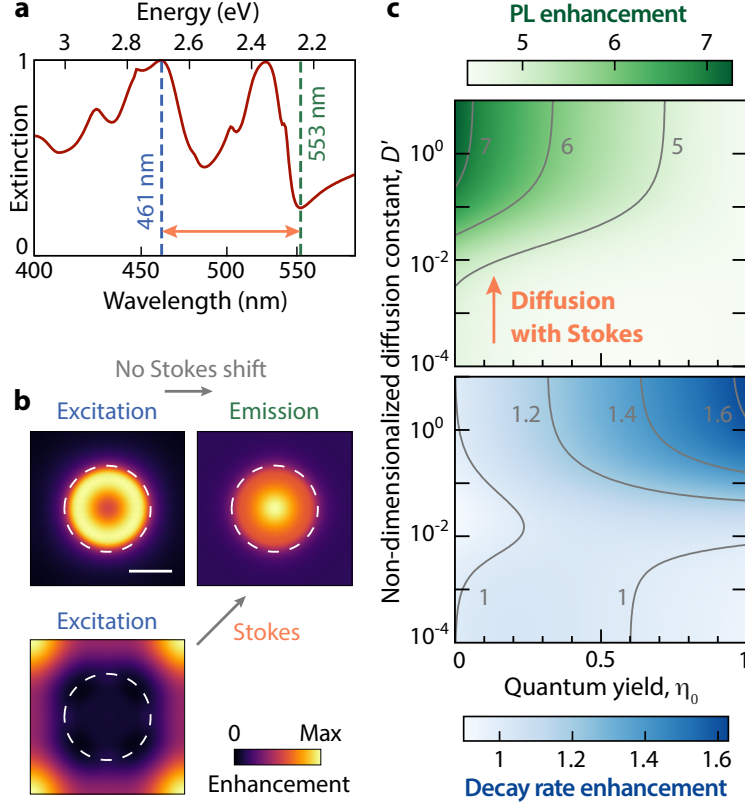 a
Energy (eV)
3 2.8 2.6 2.4 2.2
1
Extinction
0
461 nm
553 nm
400 450 500 550
Wavelength (nm)
No Stokes shift
b
Excitation Emission
Excitation
Stokes
0 Max
Enhancement
c
PL enhancement
5 6 7
Non-dimensionalized diffusion constant, D′
10⁰
10⁻²
10⁻⁴
7 6 5
Diffusion
with Stokes
10⁰
10⁻²
10⁻⁴
1.2 1.4 1.6
1 1
0 0.5 1
Quantum yield, η₀
1 1.2 1.4 1.6
Decay rate enhancement